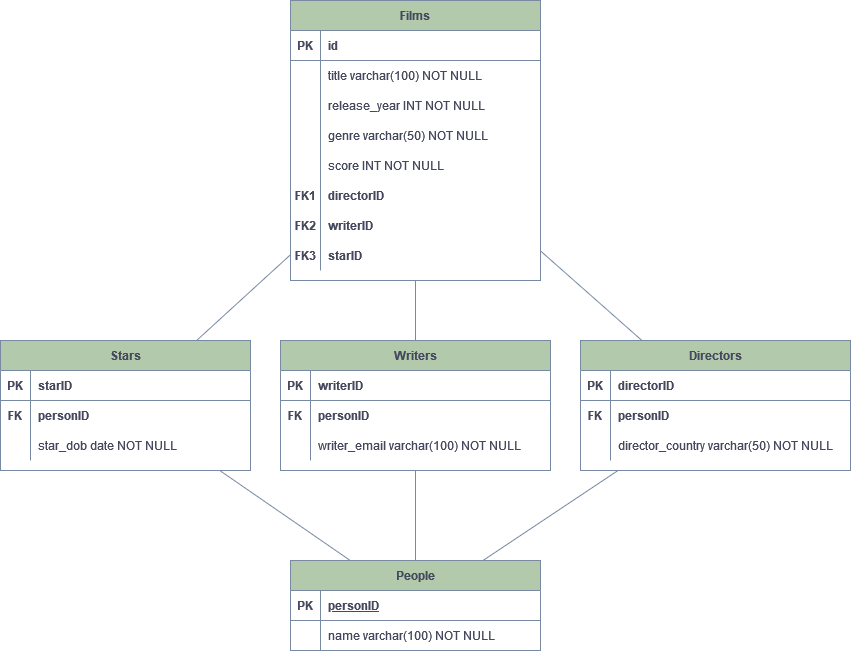 Films
PK id
title varchar(100) NOT NULL
release_year INT NOT NULL
genre varchar(50) NOT NULL
score INT NOT NULL
FK1 directorID
FK2 writerID
FK3 starID
Stars
PK starID
FK personID
star_dob date NOT NULL
Writers
PK writerID
FK personID
writer_email varchar(100) NOT NULL
Directors
PK directorID
FK personID
director_country varchar(50) NOT NULL
People
PK personID
name varchar(100) NOT NULL